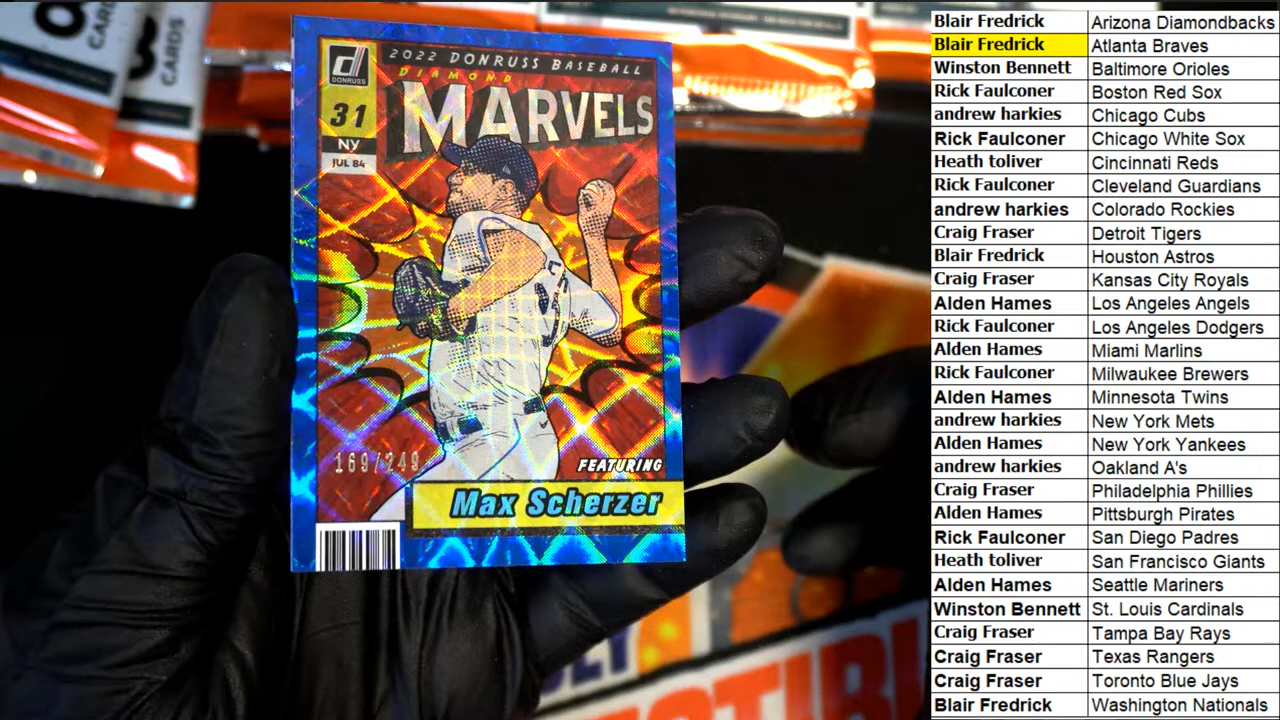 CARDS
CARDS
DONRUSS
2022 DONRUSS BASEBALL
DIAMOND
MARVELS
31
NY
JUL 84
169/249
FEATURING
Max Scherzer
Blair Fredrick Arizona Diamondbacks
Blair Fredrick Atlanta Braves
Winston Bennett Baltimore Orioles
Rick Faulconer Boston Red Sox
andrew harkies Chicago Cubs
Rick Faulconer Chicago White Sox
Heath toliver Cincinnati Reds
Rick Faulconer Cleveland Guardians
andrew harkies Colorado Rockies
Craig Fraser Detroit Tigers
Blair Fredrick Houston Astros
Craig Fraser Kansas City Royals
Alden Hames Los Angeles Angels
Rick Faulconer Los Angeles Dodgers
Alden Hames Miami Marlins
Rick Faulconer Milwaukee Brewers
Alden Hames Minnesota Twins
andrew harkies New York Mets
Alden Hames New York Yankees
andrew harkies Oakland A's
Craig Fraser Philadelphia Phillies
Alden Hames Pittsburgh Pirates
Rick Faulconer San Diego Padres
Heath toliver San Francisco Giants
Alden Hames Seattle Mariners
Winston Bennett St. Louis Cardinals
Craig Fraser Tampa Bay Rays
Craig Fraser Texas Rangers
Craig Fraser Toronto Blue Jays
Blair Fredrick Washington Nationals